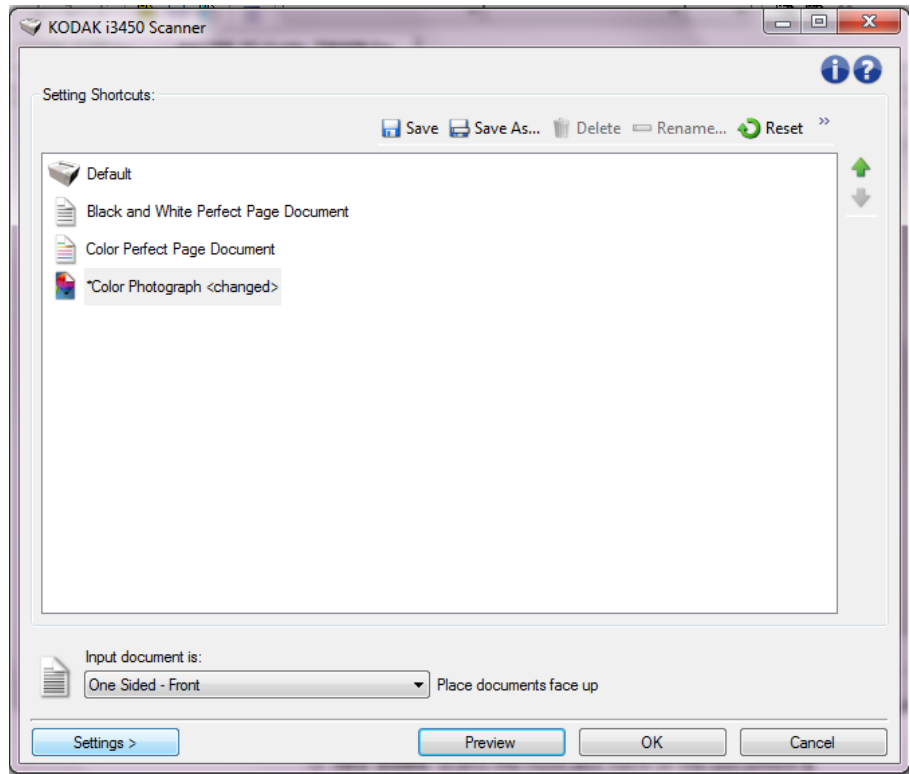 KODAK i3450 Scanner
Setting Shortcuts:
Save Save As... Delete Rename... Reset »
Default
Black and White Perfect Page Document
Color Perfect Page Document
*Color Photograph <changed>
Input document is:
One Sided - Front Place documents face up
Settings > Preview OK Cancel